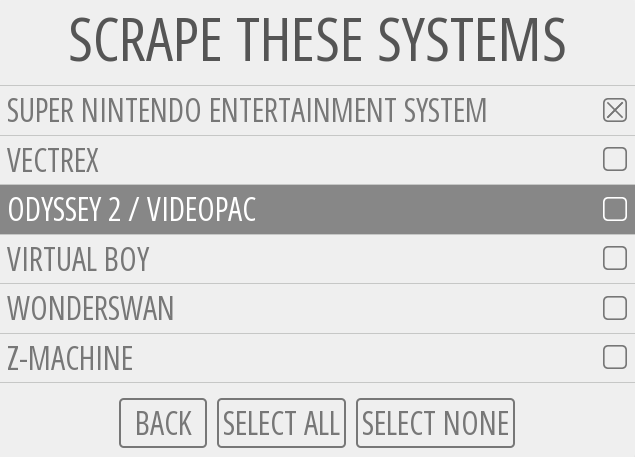 SCRAPE THESE SYSTEMS
SUPER NINTENDO ENTERTAINMENT SYSTEM
VECTREX
ODYSSEY 2 / VIDEOPAC
VIRTUAL BOY
WONDERSWAN
Z-MACHINE
BACK SELECT ALL SELECT NONE